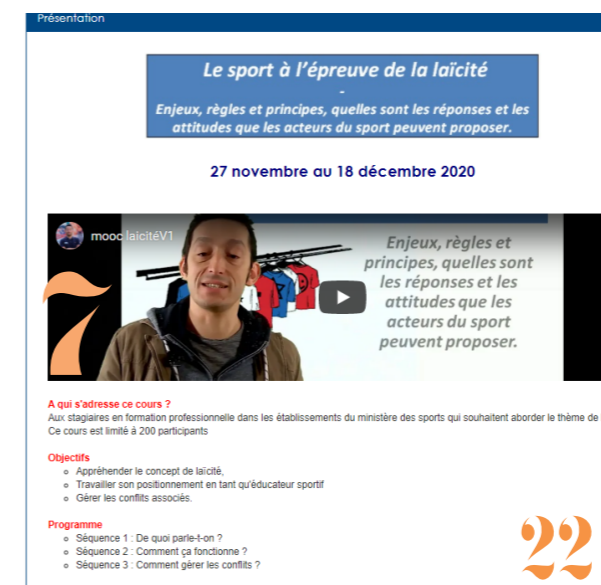 Présentation
Le sport à l'épreuve de la laïcité
-
Enjeux, règles et principes, quelles sont les réponses et les
attitudes que les acteurs du sport peuvent proposer.
27 novembre au 18 décembre 2020
mooc laicitéV1
Enjeux, règles et
principes, quelles sont
les réponses et les
attitudes que les
acteurs du sport
peuvent proposer.
7
A qui s'adresse ce cours ?
Aux stagiaires en formation professionnelle dans les établissements du ministère des sports qui souhaitent aborder le thème de
Ce cours est limité à 200 participants
Objectifs
Appréhender le concept de laïcité,
Travailler son positionnement en tant qu'éducateur sportif
Gérer les conflits associés.
Programme
Séquence 1 : De quoi parle-t-on ?
Séquence 2 : Comment ça fonctionne ?
Séquence 3 : Comment gérer les conflits ?
22